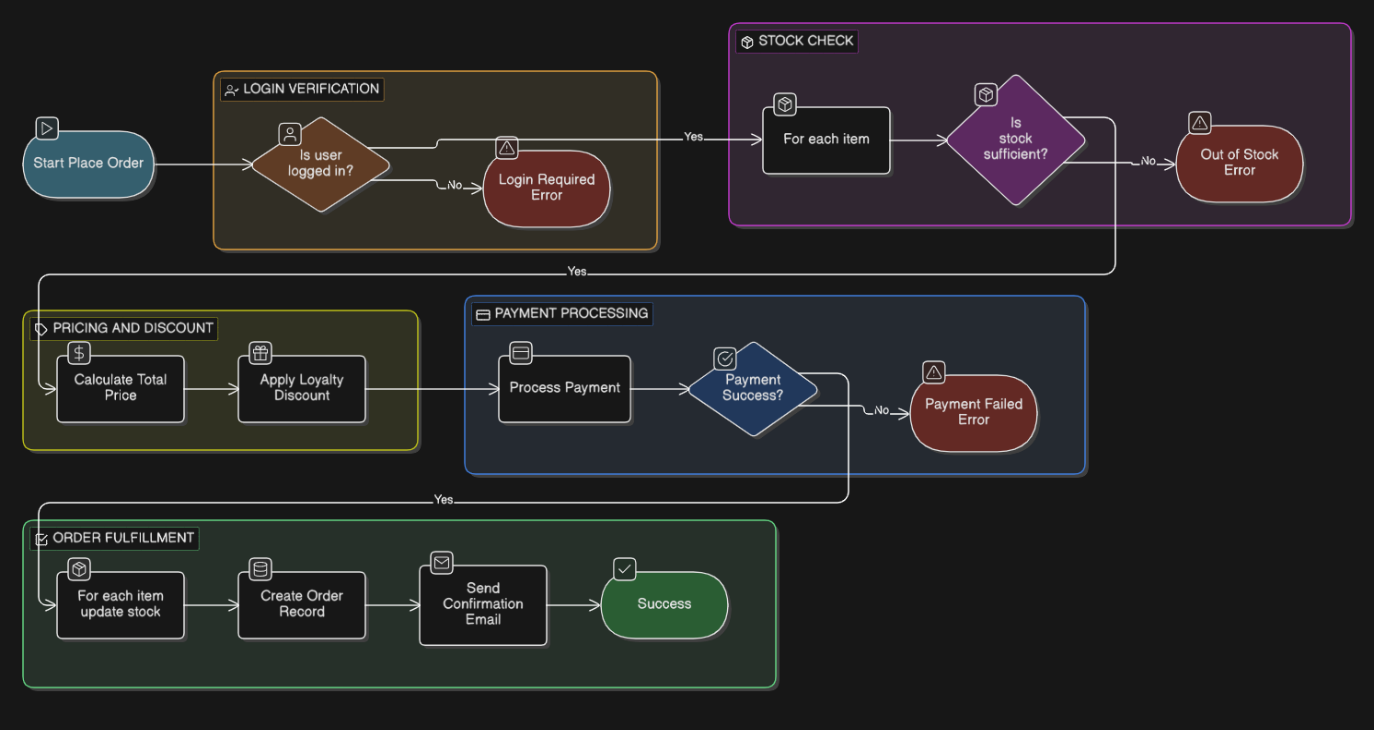 STOCK CHECK
LOGIN VERIFICATION
Start Place Order
Is user
logged in?
Yes
No
Login Required
Error
For each item
Is
stock
sufficient?
No
Out of Stock
Error
Yes
PRICING AND DISCOUNT
Calculate Total
Price
Apply Loyalty
Discount
PAYMENT PROCESSING
Process Payment
Payment
Success?
No
Payment Failed
Error
Yes
ORDER FULFILLMENT
For each item
update stock
Create Order
Record
Send
Confirmation
Email
Success